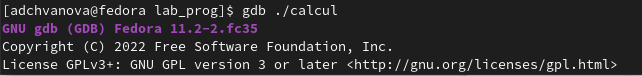 [adchvanova@fedora lab_prog]$ gdb ./calcul
GNU gdb (GDB) Fedora 11.2-2.fc35
Copyright (C) 2022 Free Software Foundation, Inc.
License GPLv3+: GNU GPL version 3 or later <http://gnu.org/licenses/gpl.html>